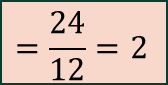 = 24/12 = 2